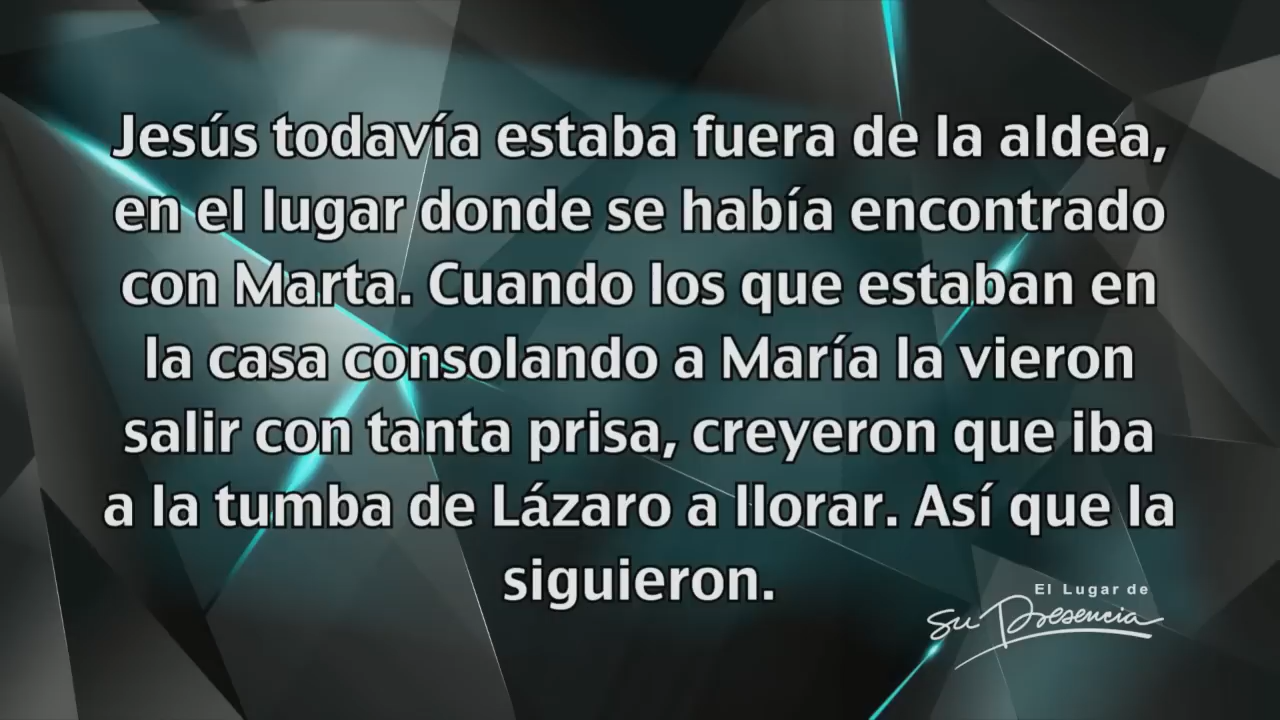 Jesús todavía estaba fuera de la aldea,
en el lugar donde se había encontrado
con Marta. Cuando los que estaban en
la casa consolando a María la vieron
salir con tanta prisa, creyeron que iba
a la tumba de Lázaro a llorar. Así que la
siguieron.
El Lugar de
Su Presencia